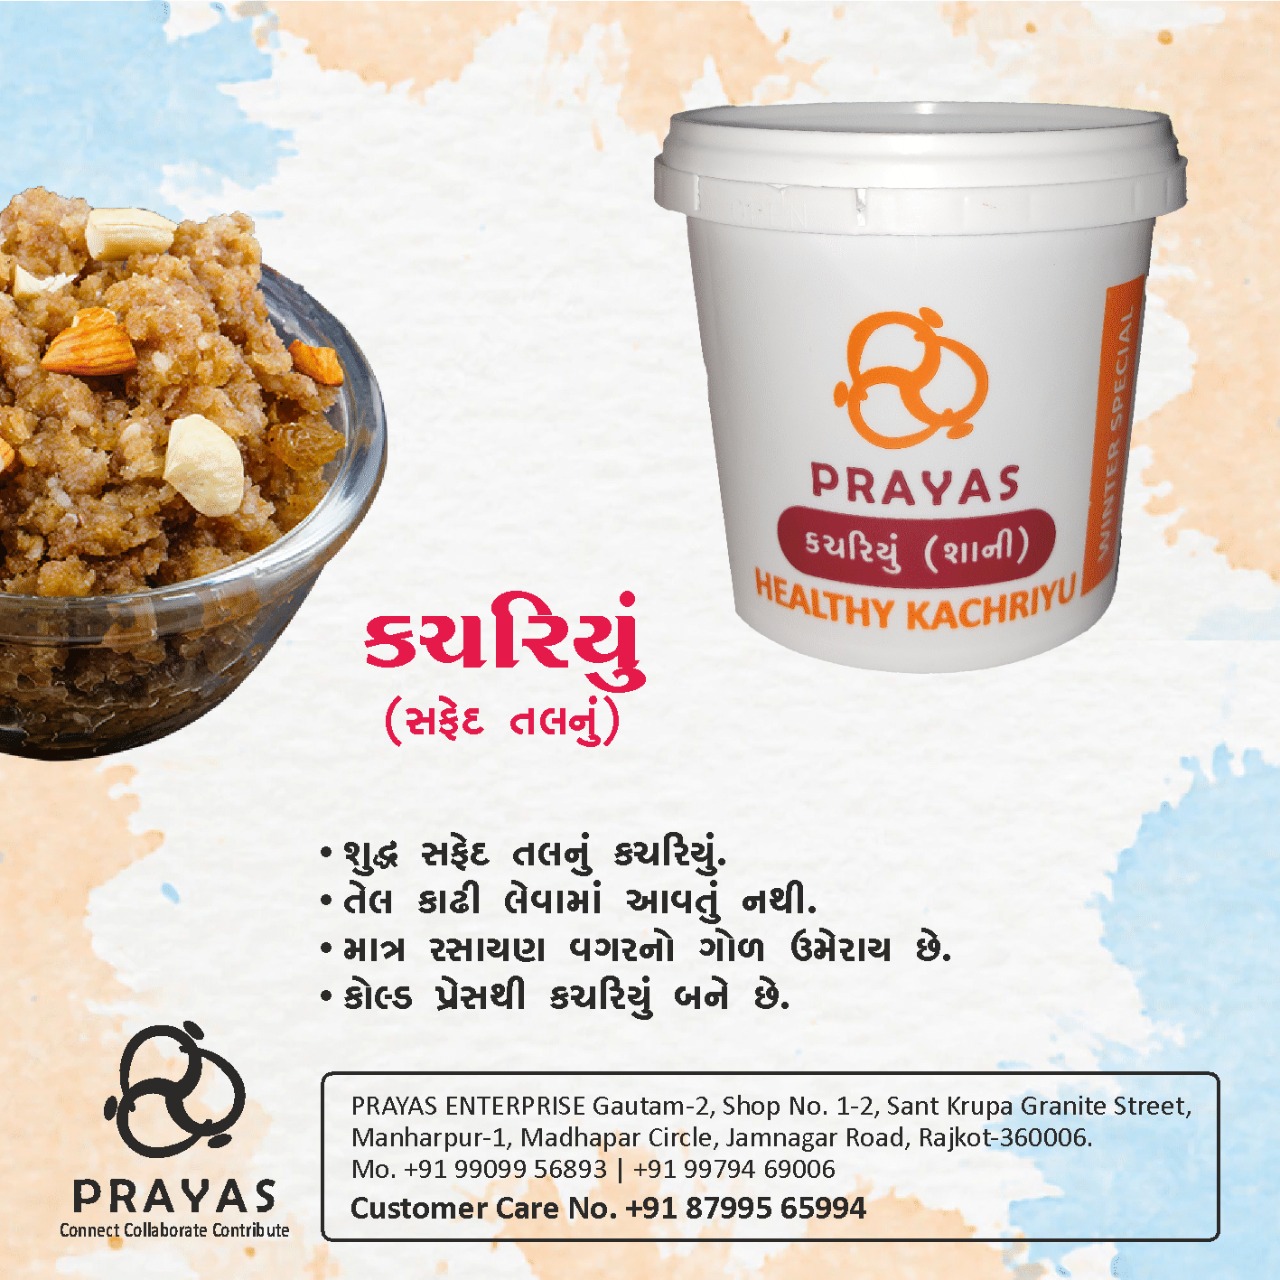 PRAYAS
કચરિયું (શાની)
HEALTHY KACHRIYU
WINTER SPECIAL
કચરિયું
(સફેદ તલનું)
• શુદ્ધ સફેદ તલનું કચરિયું.
• તેલ કાઢી લેવામાં આવતું નથી.
• માત્ર રસાયણ વગરનો ગોળ ઉમેરાય છે.
• કોલ્ડ પ્રેસથી કચરિયું બને છે.
PRAYAS
Connect Collaborate Contribute
PRAYAS ENTERPRISE Gautam-2, Shop No. 1-2, Sant Krupa Granite Street,
Manharpur-1, Madhapar Circle, Jamnagar Road, Rajkot-360006.
Mo. +91 99099 56893 | +91 99794 69006
Customer Care No. +91 87995 65994